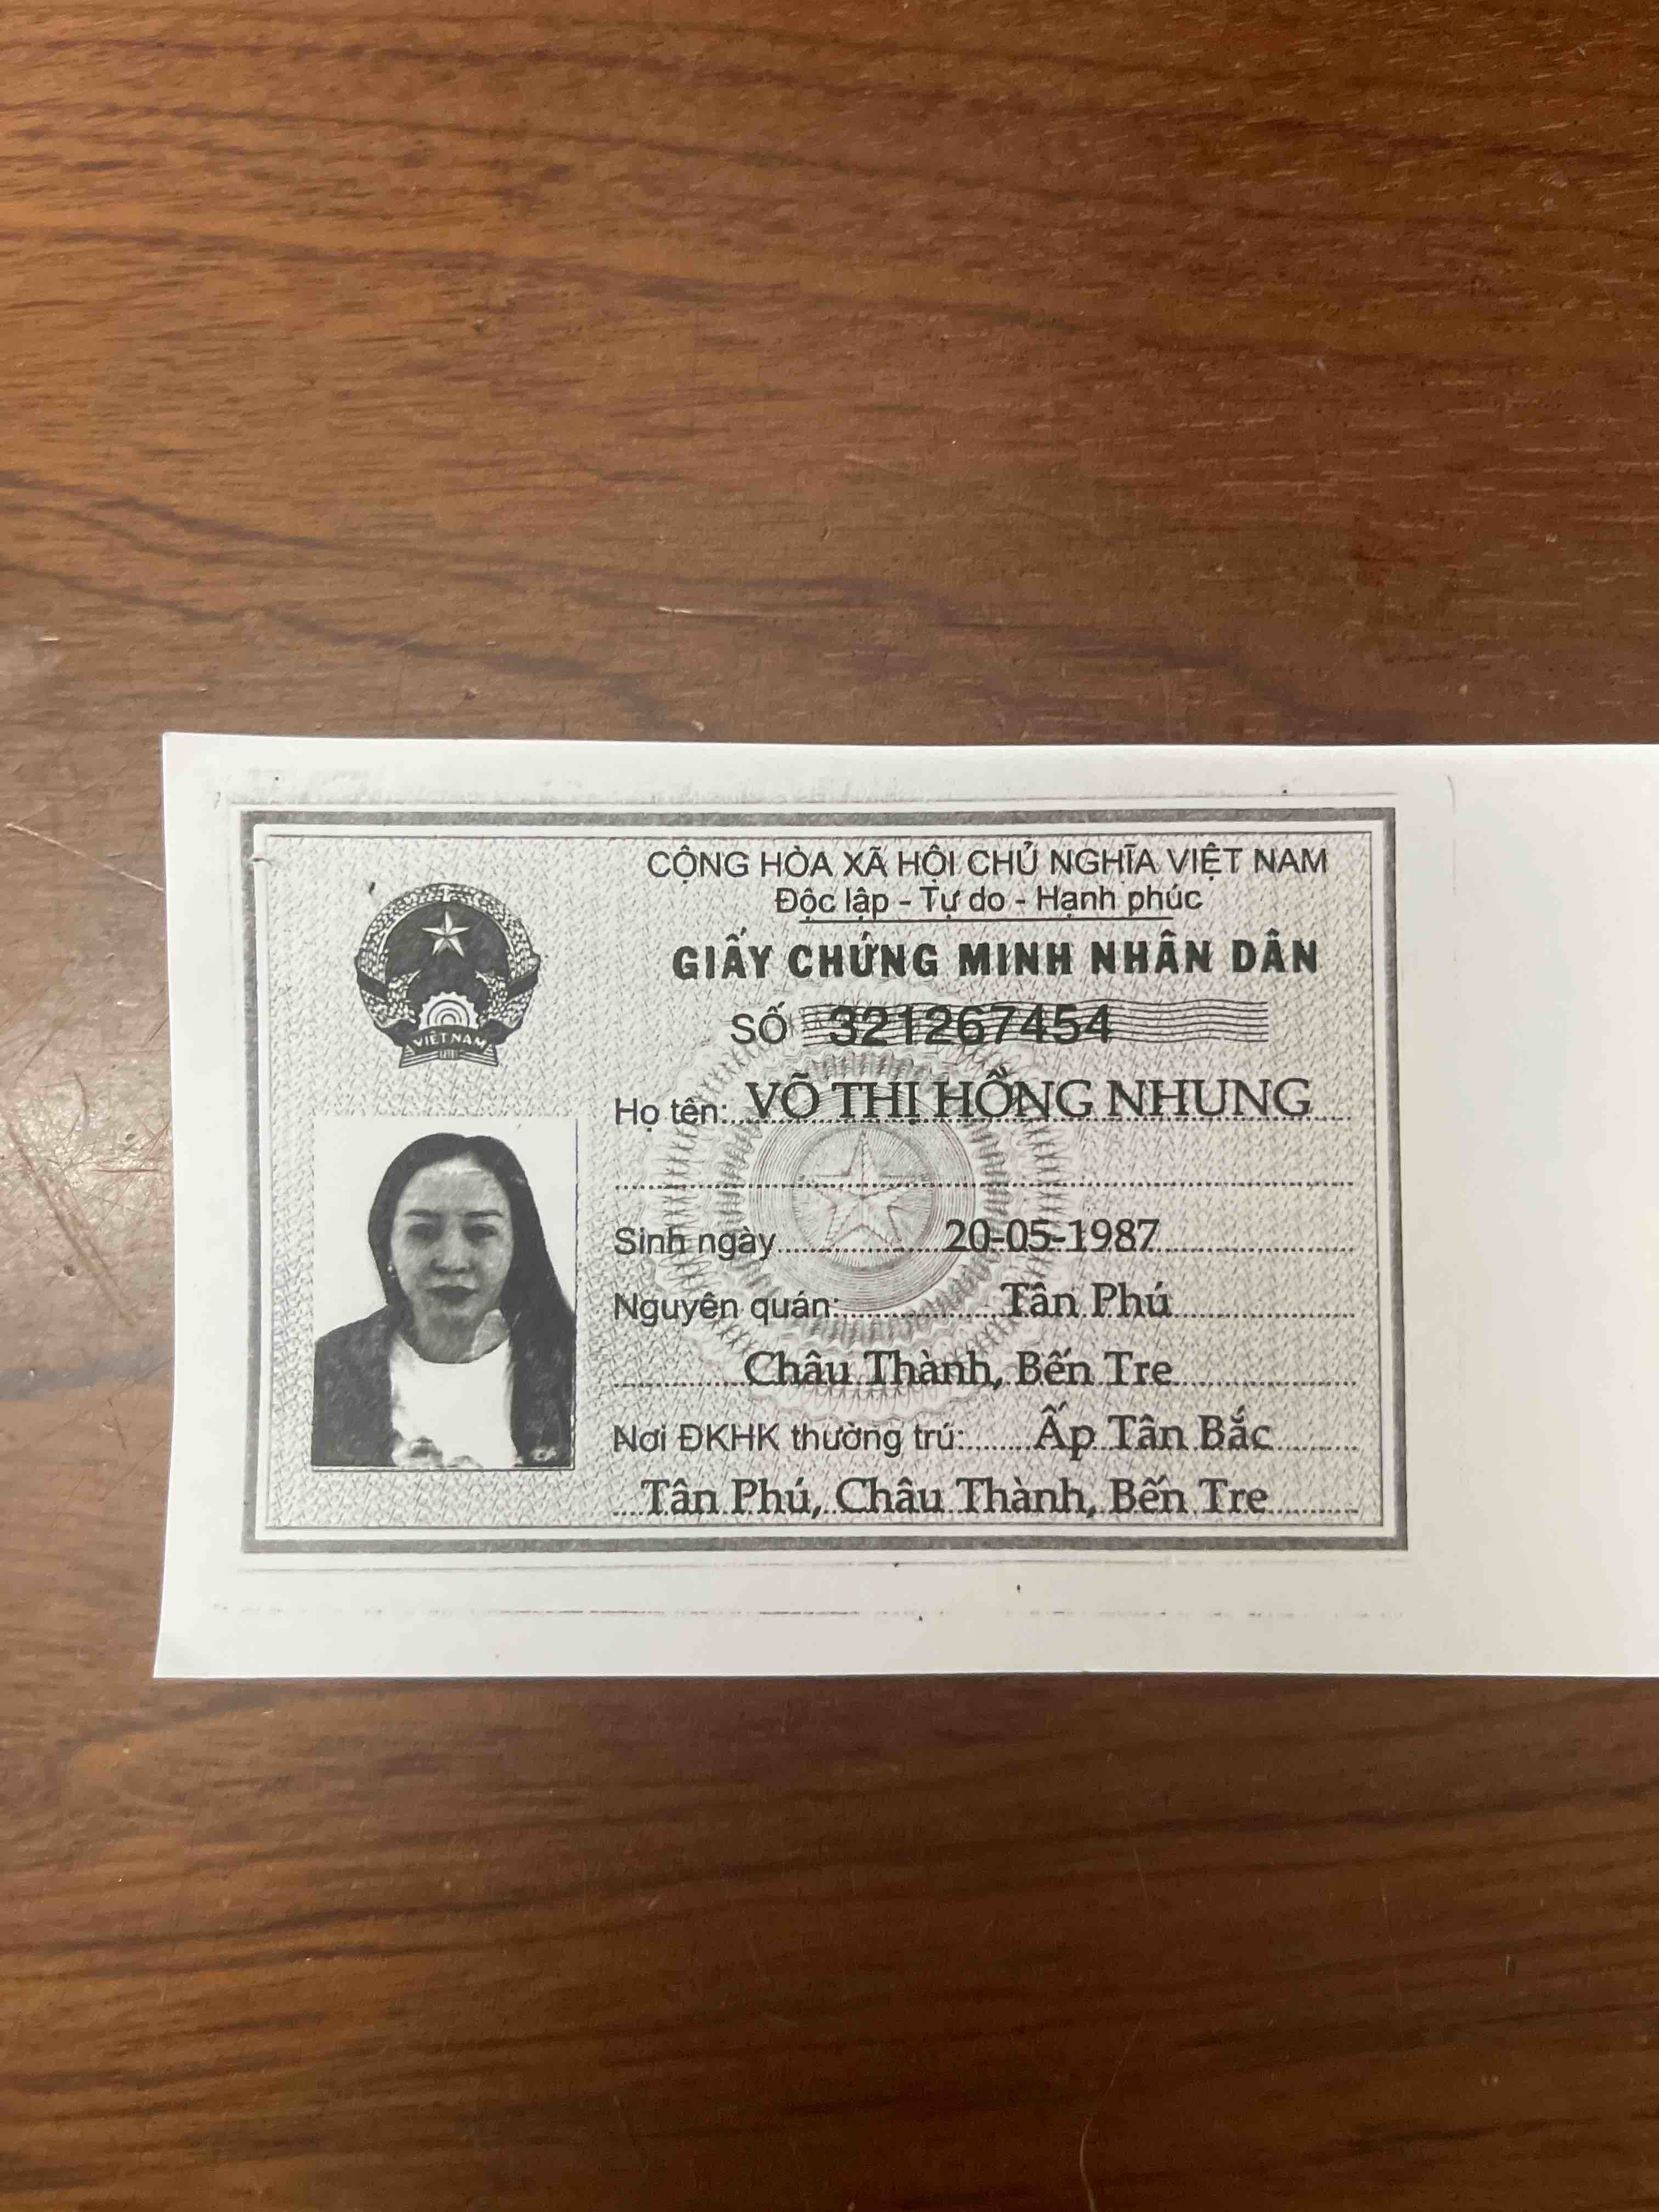 CỘNG HÒA XÃ HỘI CHỦ NGHĨA VIỆT NAM
Độc lập - Tự do - Hạnh phúc
GIẤY CHỨNG MINH NHÂN DÂN
SỐ 321267454
Họ tên: VÕ THỊ HỒNG NHUNG
Sinh ngày 20-05-1987
Nguyên quán: Tân Phú
Châu Thành, Bến Tre
Nơi ĐKHK thường trú: Ấp Tân Bắc
Tân Phú, Châu Thành, Bến Tre
VIỆT NAM